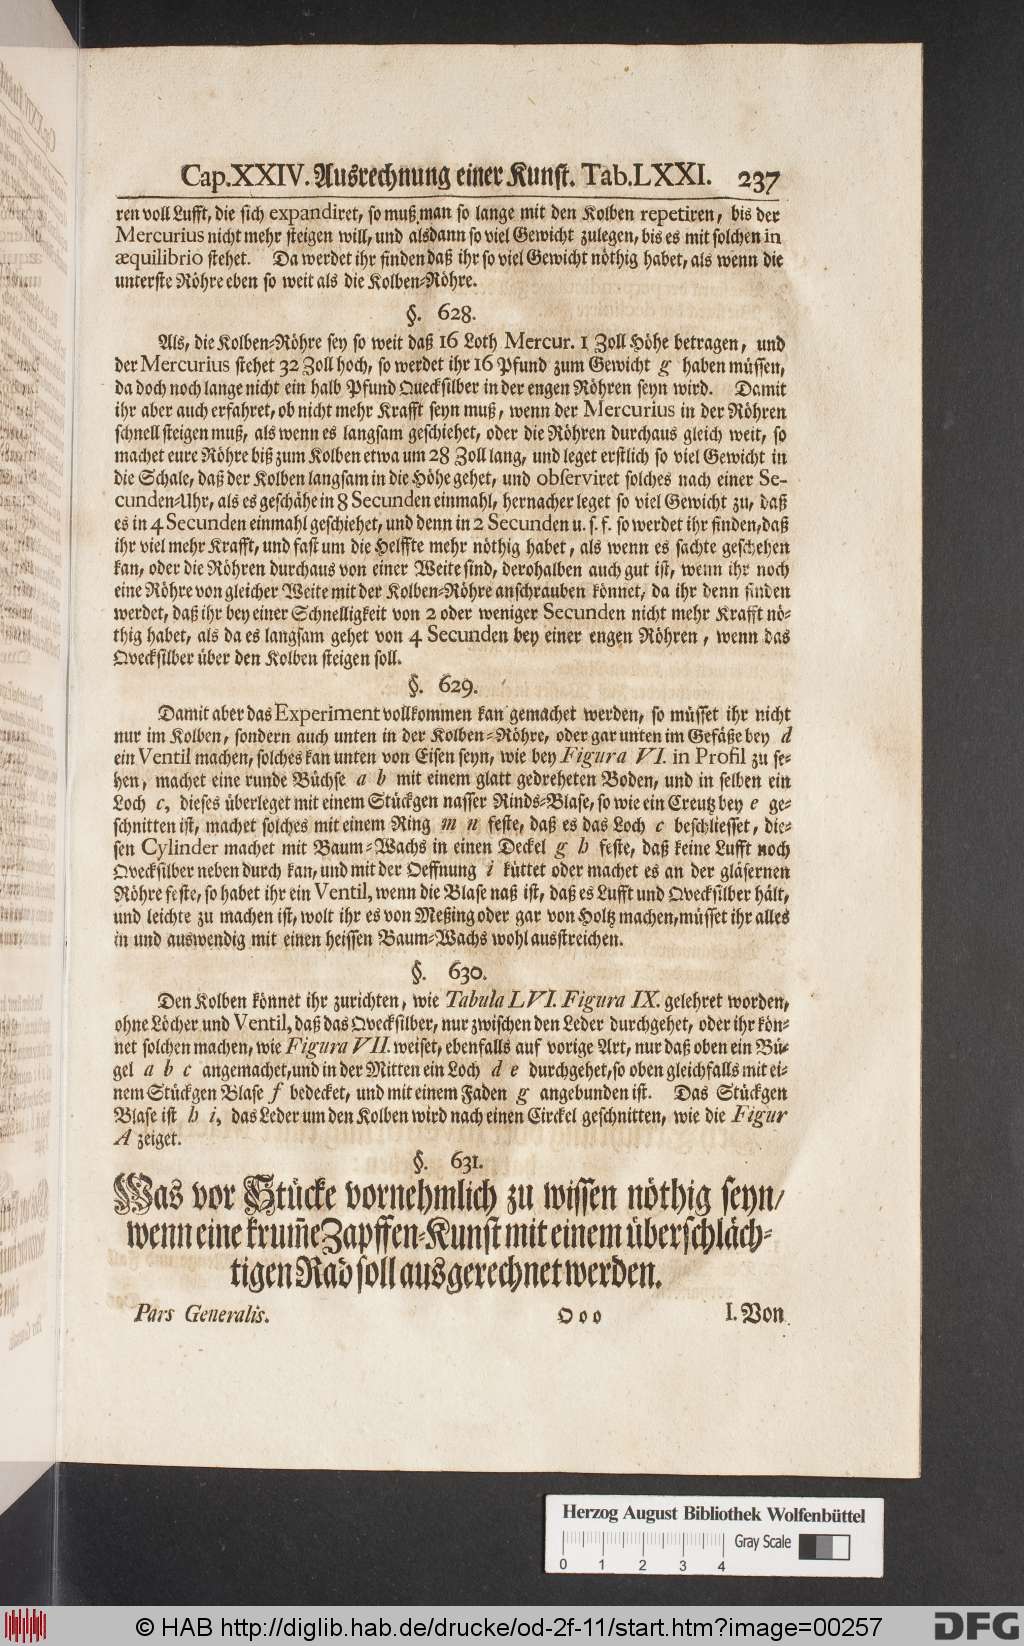 Cap. XXIV. Ausrechnung einer Kunst. Tab. LXXI. 237
ren voll Lufft, die sich expandiret, so muß man so lange mit den Kolben repetiren, bis der
Mercurius nicht mehr steigen will, und alsdann so viel Gewicht zulegen, bis es mit solchen in
æquilibrio stehet. Da werdet ihr finden daß ihr so viel Gewicht nöthig habet, als wenn die
unterste Röhre eben so weit als die Kolben-Röhre.
§. 628.
Als, die Kolben-Röhre sey so weit daß 16 Loth Mercur. 1 Zoll Höhe betragen, und
der Mercurius stehet 32 Zoll hoch, so werdet ihr 16 Pfund zum Gewicht g haben müssen,
da doch noch lange nicht ein halb Pfund Quecksilber in der engen Röhren seyn wird. Damit
ihr aber auch erfahret, ob nicht mehr Krafft seyn muß, wenn der Mercurius in der Röhren
schnell steigen muß, als wenn es langsam geschiehet, oder die Röhren durchaus gleich weit, so
machet eure Röhre biß zum Kolben etwa um 28 Zoll lang, und leget erstlich so viel Gewicht in
die Schale, daß der Kolben langsam in die Höhe gehet, und observiret solches nach einer Se-
cunden-Uhr, als es geschähe in 8 Secunden einmahl, hernacher leget so viel Gewicht zu, daß
es in 4 Secunden einmahl geschiehet, und denn in 2 Secunden u. s. f. so werdet ihr finden, daß
ihr viel mehr Krafft, und fast um die Helffte mehr nöthig habet, als wenn es sachte geschehen
kan, oder die Röhren durchaus von einer Weite sind, derohalben auch gut ist, wenn ihr noch
eine Röhre von gleicher Weite mit der Kolben-Röhre anschrauben könnet, da ihr denn finden
werdet, daß ihr bey einer Schnelligkeit von 2 oder weniger Secunden nicht mehr Krafft nö-
thig habet, als da es langsam gehet von 4 Secunden bey einer engen Röhren, wenn das
Qvecksilber über den Kolben steigen soll.
§. 629.
Damit aber das Experiment vollkommen kan gemachet werden, so müsset ihr nicht
nur im Kolben, sondern auch unten in der Kolben-Röhre, oder gar unten im Gefäße bey d
ein Ventil machen, solches kan unten von Eisen seyn, wie bey Figura VI. in Profil zu se-
hen, machet eine runde Büchse a b mit einem glatt gedreheten Boden, und in selben ein
Loch c, dieses überleget mit einem Stückgen nasser Rinds-Blase, so wie ein Creutz bey e ge-
schnitten ist, machet solches mit einem Ring m n feste, daß es das Loch c beschliesset, die-
sen Cylinder machet mit Baum-Wachs in einen Deckel g h feste, daß keine Lufft noch
Qvecksilber neben durch kan, und mit der Oeffnung i küttet oder machet es an der gläsernen
Röhre feste, so habet ihr ein Ventil, wenn die Blase naß ist, daß es Lufft und Qvecksilber hält,
und leichte zu machen ist, wolt ihr es von Meßing oder gar von Holtz machen, müsset ihr alles
in und auswendig mit einen heissen Baum-Wachs wohl ausstreichen.
§. 630.
Den Kolben könnet ihr zurichten, wie Tabula LVI. Figura IX. gelehret worden,
ohne Löcher und Ventil, daß das Qvecksilber, nur zwischen den Leder durchgehet, oder ihr kön-
net solchen machen, wie Figura VII. weiset, ebenfalls auf vorige Art, nur daß oben ein Bü-
gel a b c angemachet, und in der Mitten ein Loch d e durchgehet, so oben gleichfalls mit ei-
nem Stückgen Blase f bedecket, und mit einem Faden g angebunden ist. Das Stückgen
Blase ist h i, das Leder um den Kolben wird nach einen Circkel geschnitten, wie die Figur
A zeiget.
§. 631.
Was vor Stücke vornehmlich zu wissen nöthig seyn/
wenn eine krum̃e Zapffen-Kunst mit einem überschläch-
tigen Rad soll ausgerechnet werden.
Pars Generalis. Ooo I. Von
Herzog August Bibliothek Wolfenbüttel
Gray Scale
0 1 2 3 4
© HAB http://diglib.hab.de/drucke/od-2f-11/start.htm?image=00257
DFG